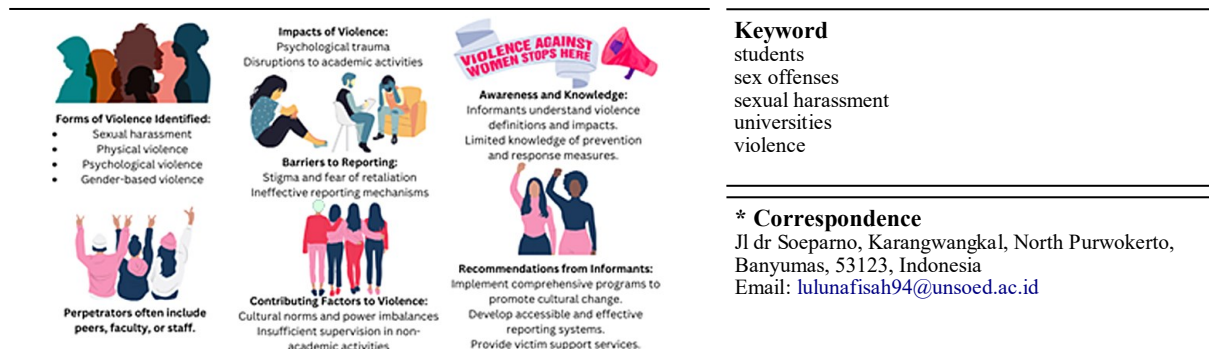 Forms of Violence Identified:
• Sexual harassment
• Physical violence
• Psychological violence
• Gender-based violence
Perpetrators often include
peers, faculty, or staff.
Impacts of Violence:
Psychological trauma
Disruptions to academic activities
Barriers to Reporting:
Stigma and fear of retaliation
Ineffective reporting mechanisms
Contributing Factors to Violence:
Cultural norms and power imbalances
Insufficient supervision in non-
academic activities
VIOLENCE AGAINST
WOMEN STOPS HERE
Awareness and Knowledge:
Informants understand violence
definitions and impacts.
Limited knowledge of prevention
and response measures.
Recommendations from Informants:
Implement comprehensive programs to
promote cultural change.
Develop accessible and effective
reporting systems.
Provide victim support services.
Keyword
students
sex offenses
sexual harassment
universities
violence
* Correspondence
Jl dr Soeparno, Karangwangkal, North Purwokerto,
Banyumas, 53123, Indonesia
Email: lulunafisah94@unsoed.ac.id